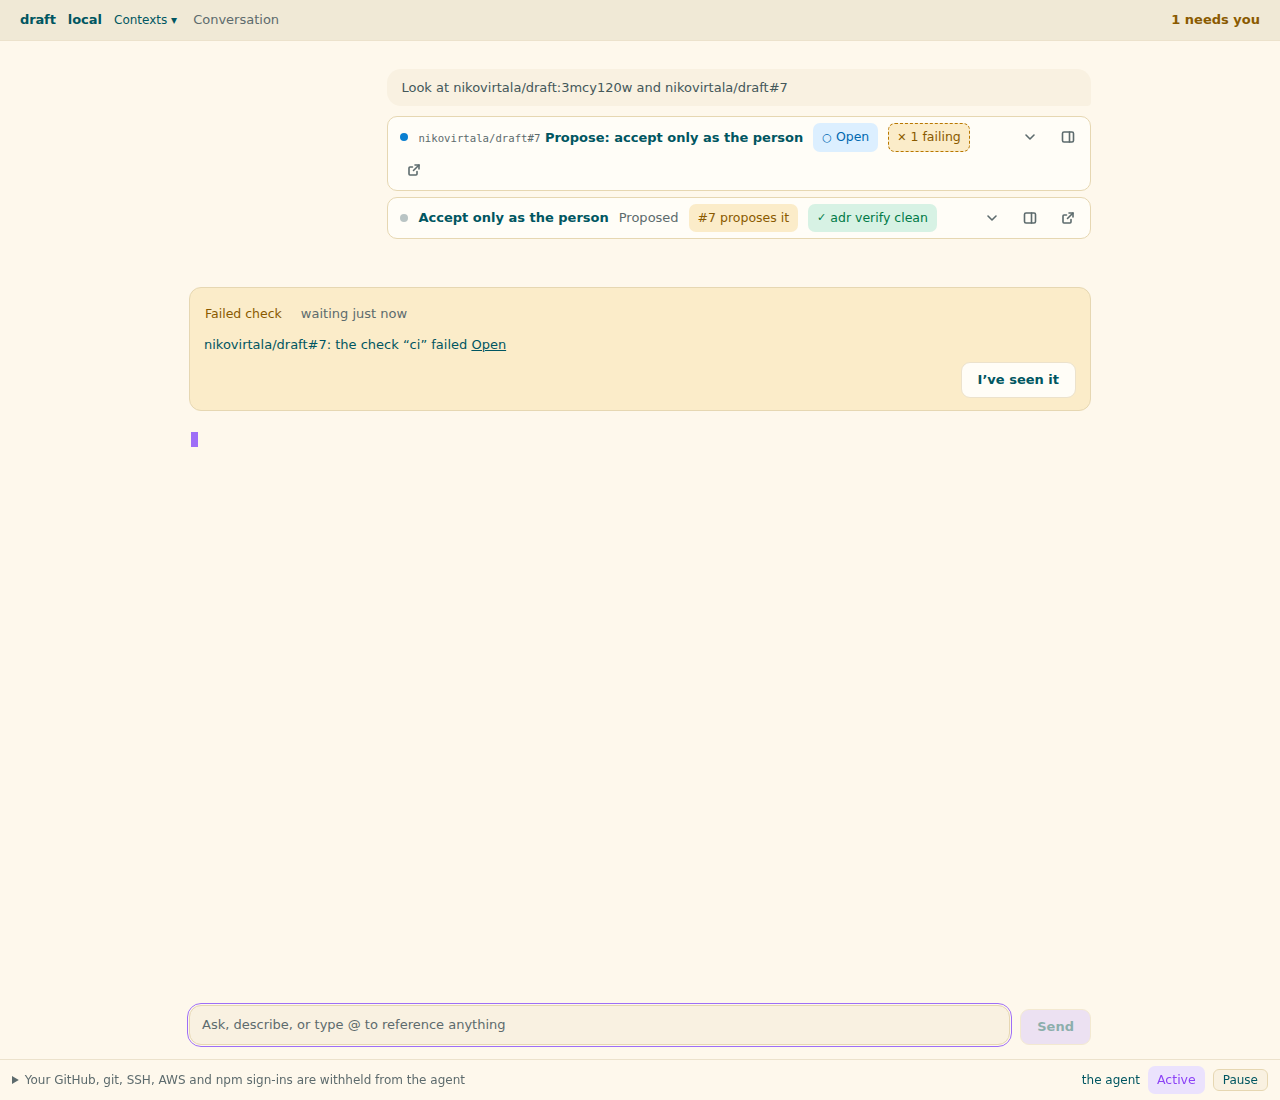 draft local Contexts ▾ Conversation 1 needs you
Look at nikovirtala/draft:3mcy120w and nikovirtala/draft#7
nikovirtala/draft#7 Propose: accept only as the person ○ Open ✕ 1 failing
Accept only as the person Proposed #7 proposes it ✓ adr verify clean
Failed check waiting just now
nikovirtala/draft#7: the check “ci” failed Open
I’ve seen it
Ask, describe, or type @ to reference anything Send
▶ Your GitHub, git, SSH, AWS and npm sign-ins are withheld from the agent the agent Active Pause